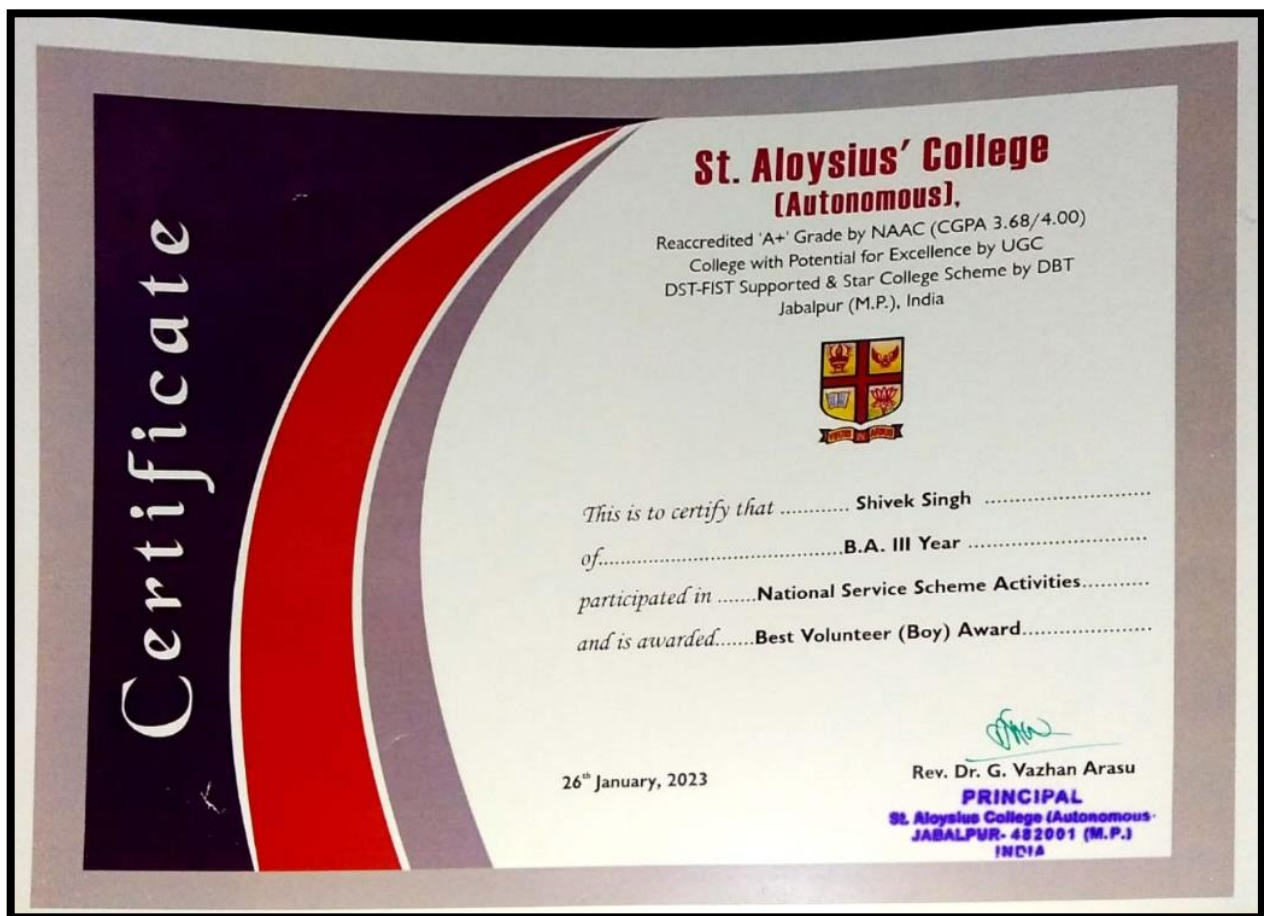 Certificate
St. Aloysius' College
(Autonomous),
Reaccredited 'A+' Grade by NAAC (CGPA 3.68/4.00)
College with Potential for Excellence by UGC
DST-FIST Supported & Star College Scheme by DBT
Jabalpur (M.P.), India
This is to certify that ............ Shivek Singh ............................
of.........................................B.A. III Year ..............................
participated in .......National Service Scheme Activities...........
and is awarded.......Best Volunteer (Boy) Award.....................
26th January, 2023
Rev. Dr. G. Vazhan Arasu
PRINCIPAL
St. Aloysius College (Autonomous
JABALPUR- 482001 (M.P.)
INDIA